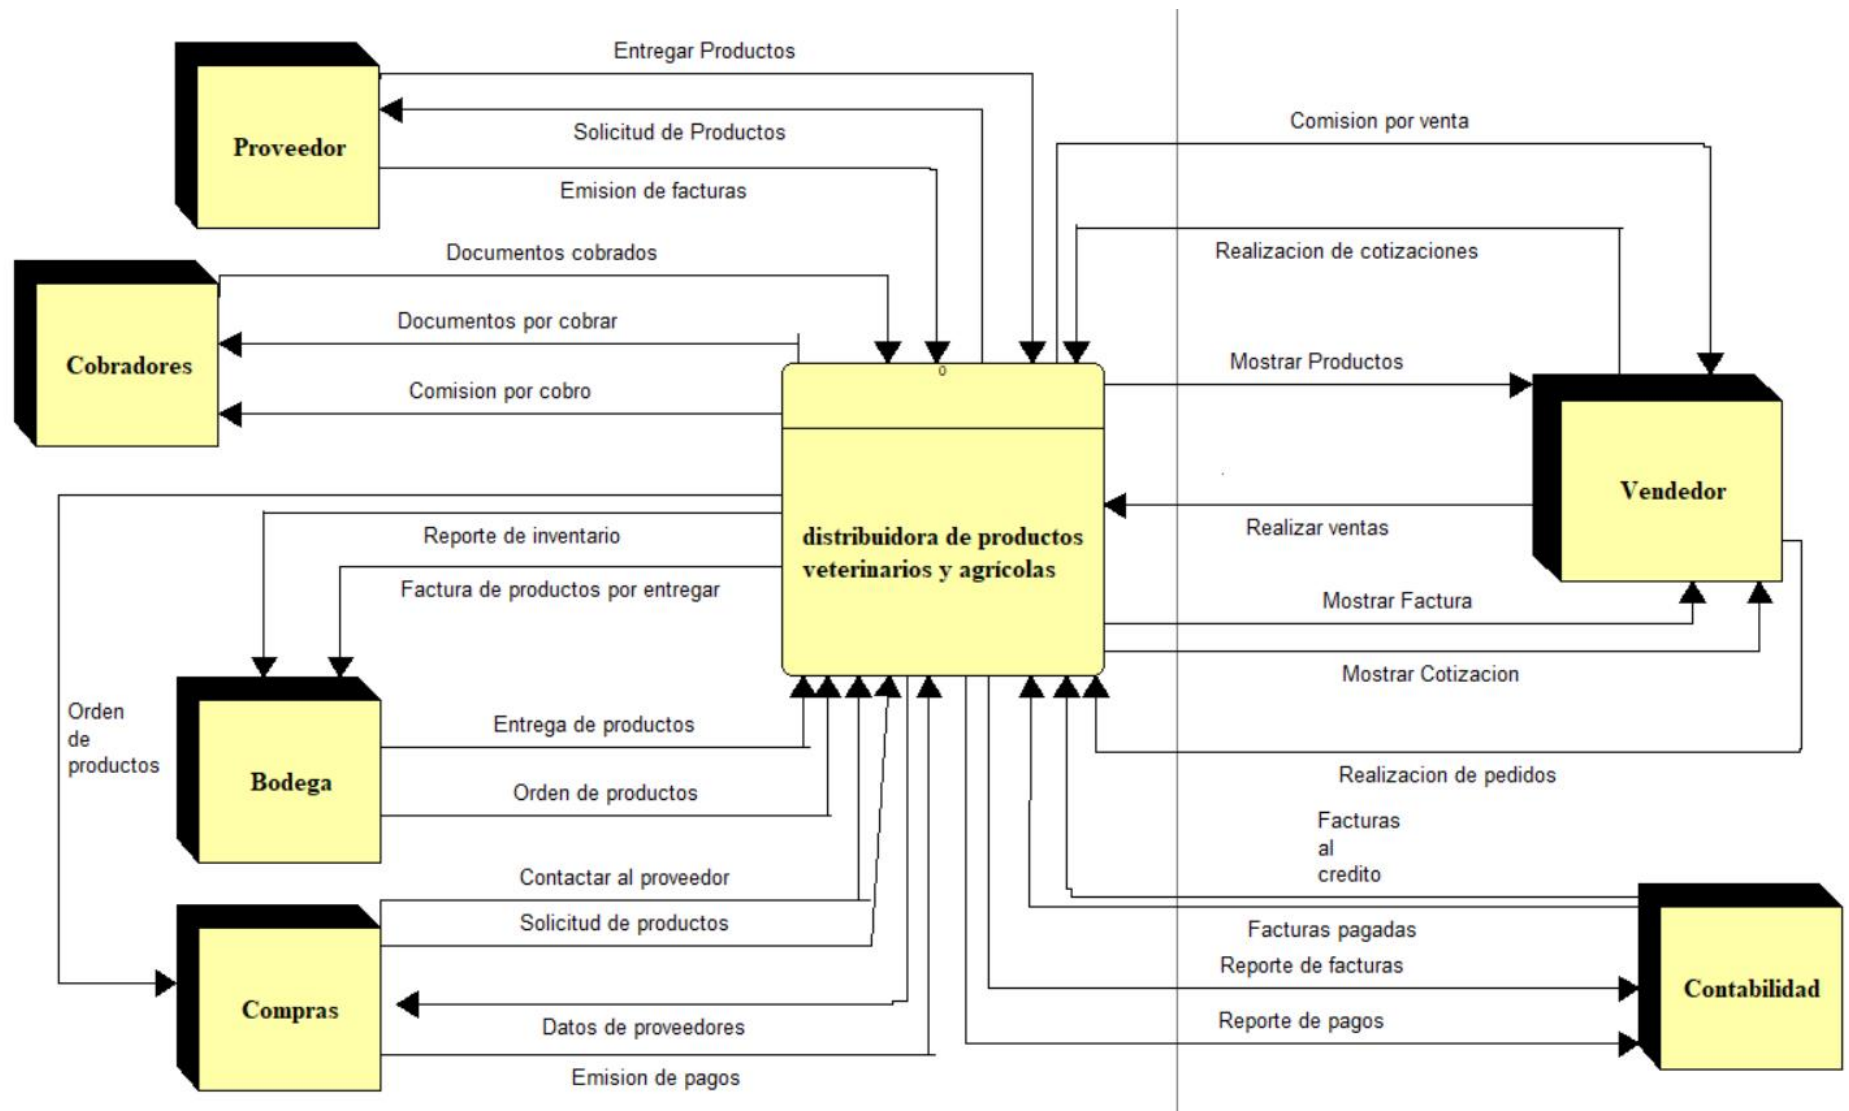 Entregar Productos
Proveedor
Solicitud de Productos
Emision de facturas
Comision por venta
Realizacion de cotizaciones
Documentos cobrados
Documentos por cobrar
Cobradores
Comision por cobro
0
distribuidora de productos
veterinarios y agrícolas
Mostrar Productos
Vendedor
Realizar ventas
Mostrar Factura
Mostrar Cotizacion
Reporte de inventario
Factura de productos por entregar
Orden
de
productos
Entrega de productos
Bodega
Orden de productos
Realizacion de pedidos
Contactar al proveedor
Solicitud de productos
Compras
Datos de proveedores
Emision de pagos
Facturas
al
credito
Facturas pagadas
Reporte de facturas
Contabilidad
Reporte de pagos